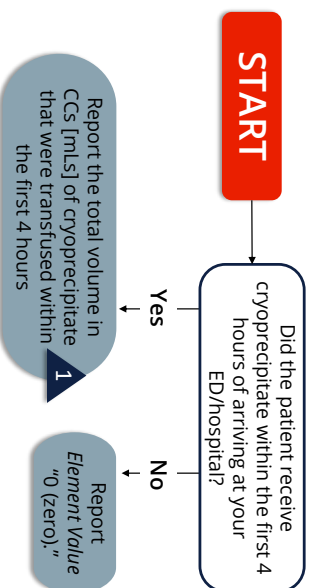 START
Did the patient receive
cryoprecipitate within the first 4
hours of arriving at your
ED/hospital?
Yes
No
Report the total volume in
CCs [mLs] of cryoprecipitate
that were transfused within
the first 4 hours
1
Report
Element Value
“0 (zero).”